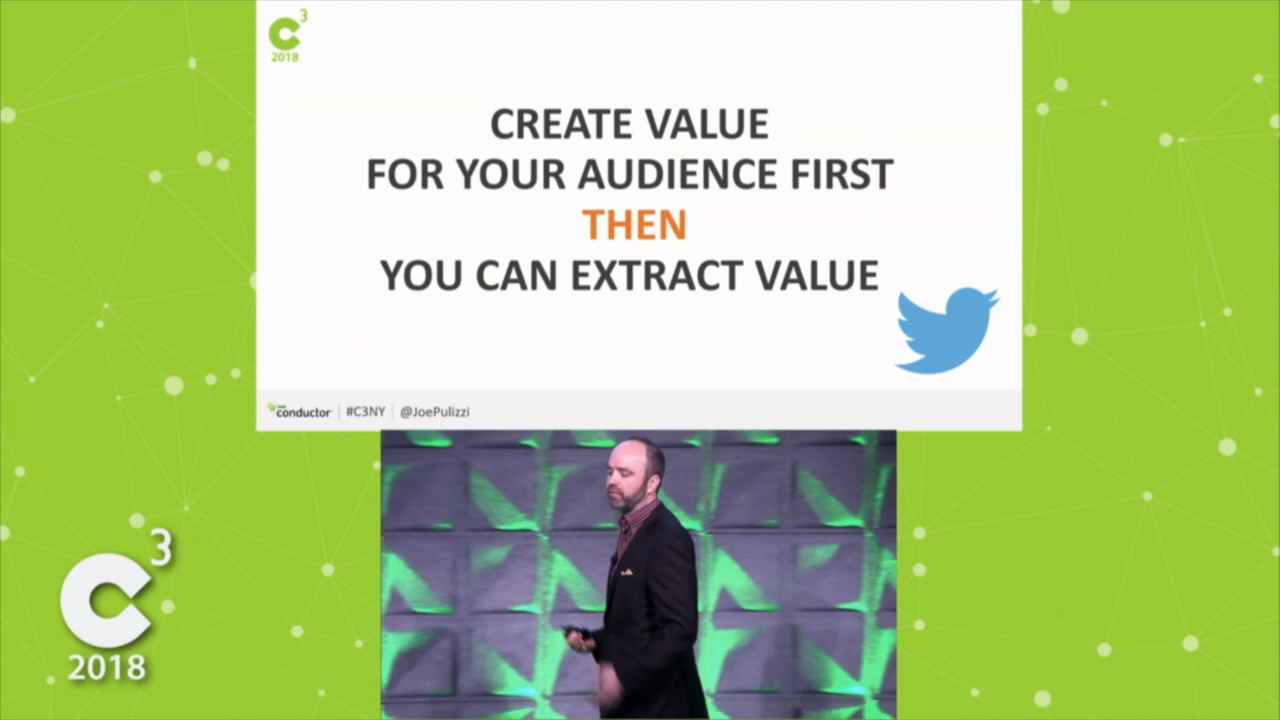 C3
2018
CREATE VALUE
FOR YOUR AUDIENCE FIRST
THEN
YOU CAN EXTRACT VALUE
conductor #C3NY @JoePulizzi
C3
2018